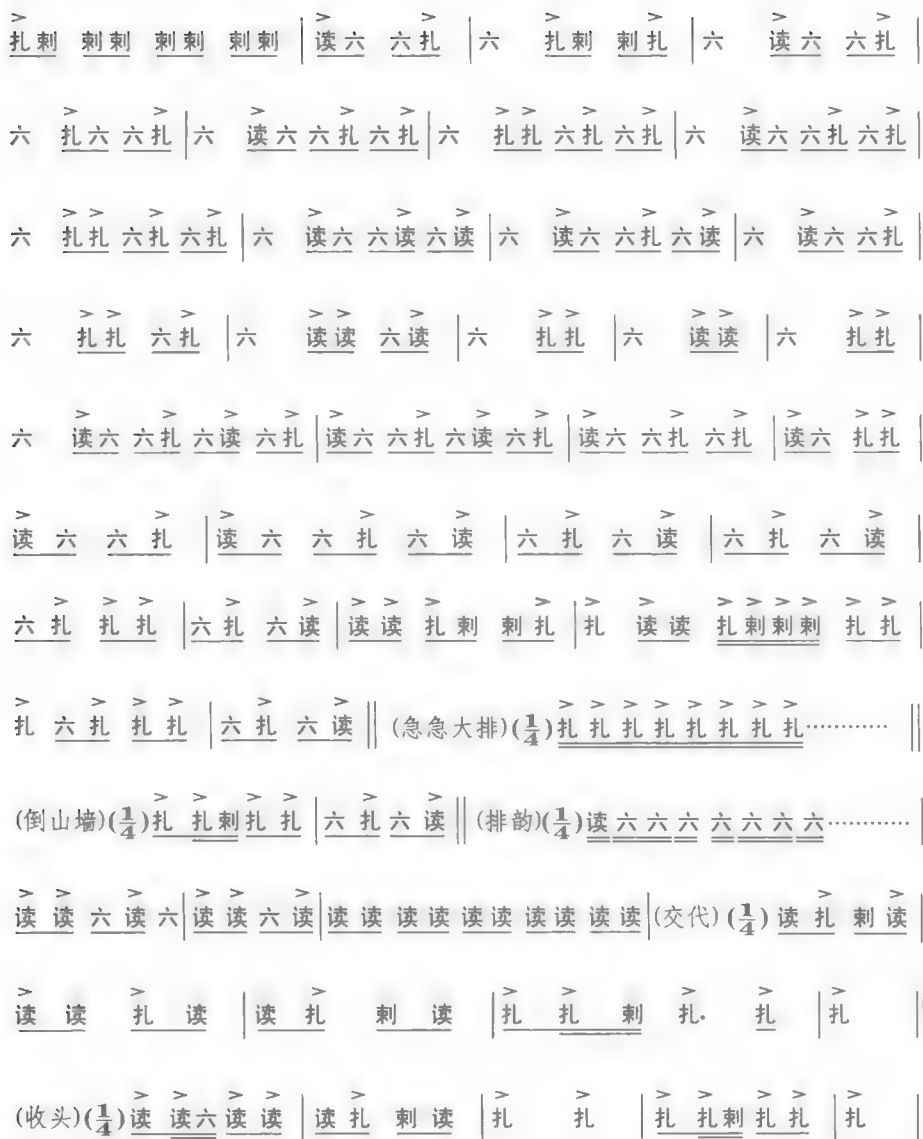 扎剌 剌剌 剌剌 剌剌 | 读六 六扎 | 六 扎剌 剌扎 | 六 读六 六扎 |
六 扎六 六扎 | 六 读六 六扎 六扎 | 六 扎扎 六扎 六扎 | 六 读六 六扎 六扎 |
六 扎扎 六扎 六扎 | 六 读六 六读 六读 | 六 读六 六扎 六读 | 六 读六 六扎 |
六 扎扎 六扎 | 六 读读 六读 | 六 扎扎 | 六 读读 | 六 扎扎 |
六 读六 六扎 六读 六扎 | 读六 六扎 六读 六扎 | 读六 六扎 六扎 | 读六 扎扎 |
读 六 六 扎 | 读 六 六 扎 六 读 | 六 扎 六 读 | 六 扎 六 读 |
六 扎 扎 扎 | 六 扎 六 读 | 读 读 扎 剌 剌 扎 | 扎 读 读 扎剌剌剌 扎 扎 |
扎 六 扎 扎 扎 | 六 扎 六 读 ‖ (急急大排)(1/4) 扎 扎 扎 扎 扎 扎 扎 扎………… ‖
(倒山墙)(1/4) 扎 扎剌 扎 扎 | 六 扎 六 读 ‖ (排韵)(1/4) 读 六 六 六 六 六 六 六…………
读 读 六 读 六 | 读 读 六 读 | 读 读 读 读 读 读 读 读 读 读 | (交代) (1/4) 读 扎 剌 读 |
读 读 扎 读 | 读 扎 剌 读 | 扎 扎 剌 扎. 扎 | 扎 |
(收头)(1/4) 读 读六 读 读 | 读 扎 剌 读 | 扎 扎 | 扎 扎剌 扎 扎 | 扎 |